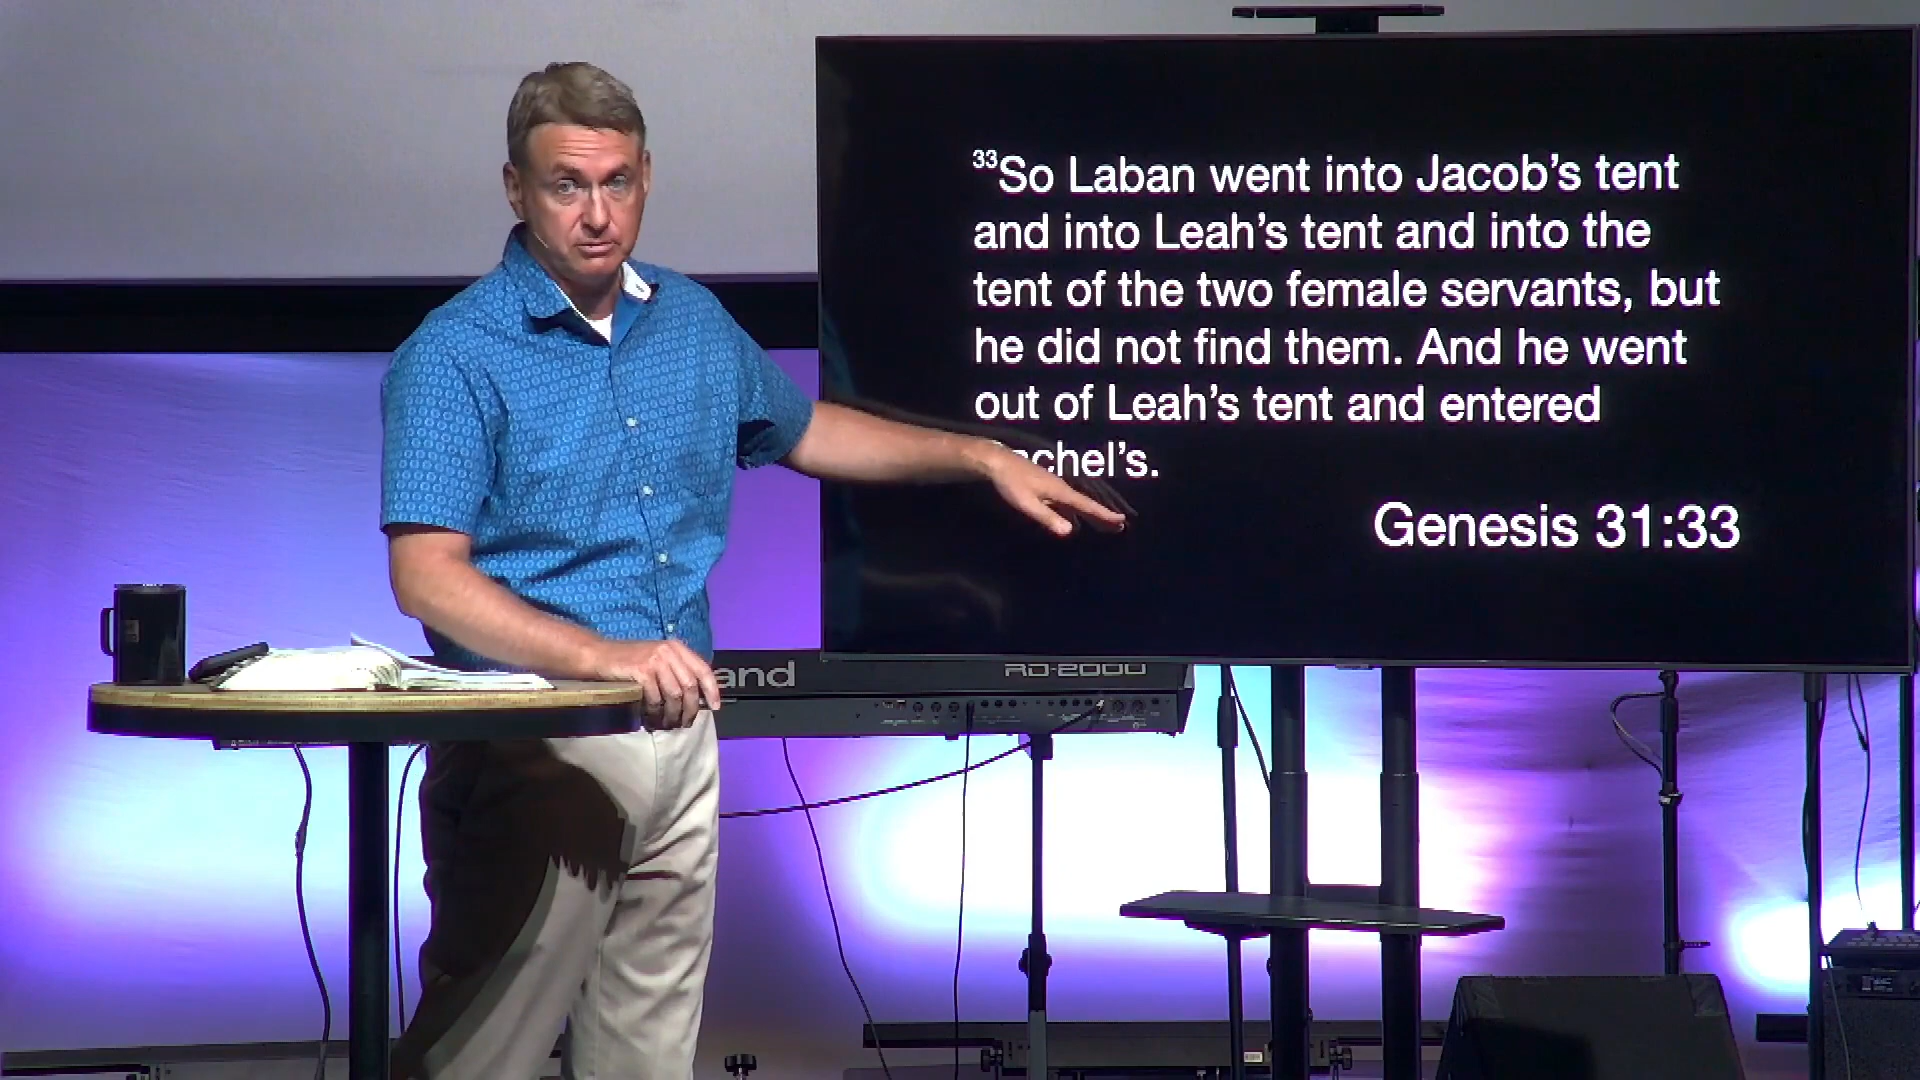 33So Laban went into Jacob’s tent
and into Leah’s tent and into the
tent of the two female servants, but
he did not find them. And he went
out of Leah’s tent and entered
chel’s.
Genesis 31:33
and
RD-2000